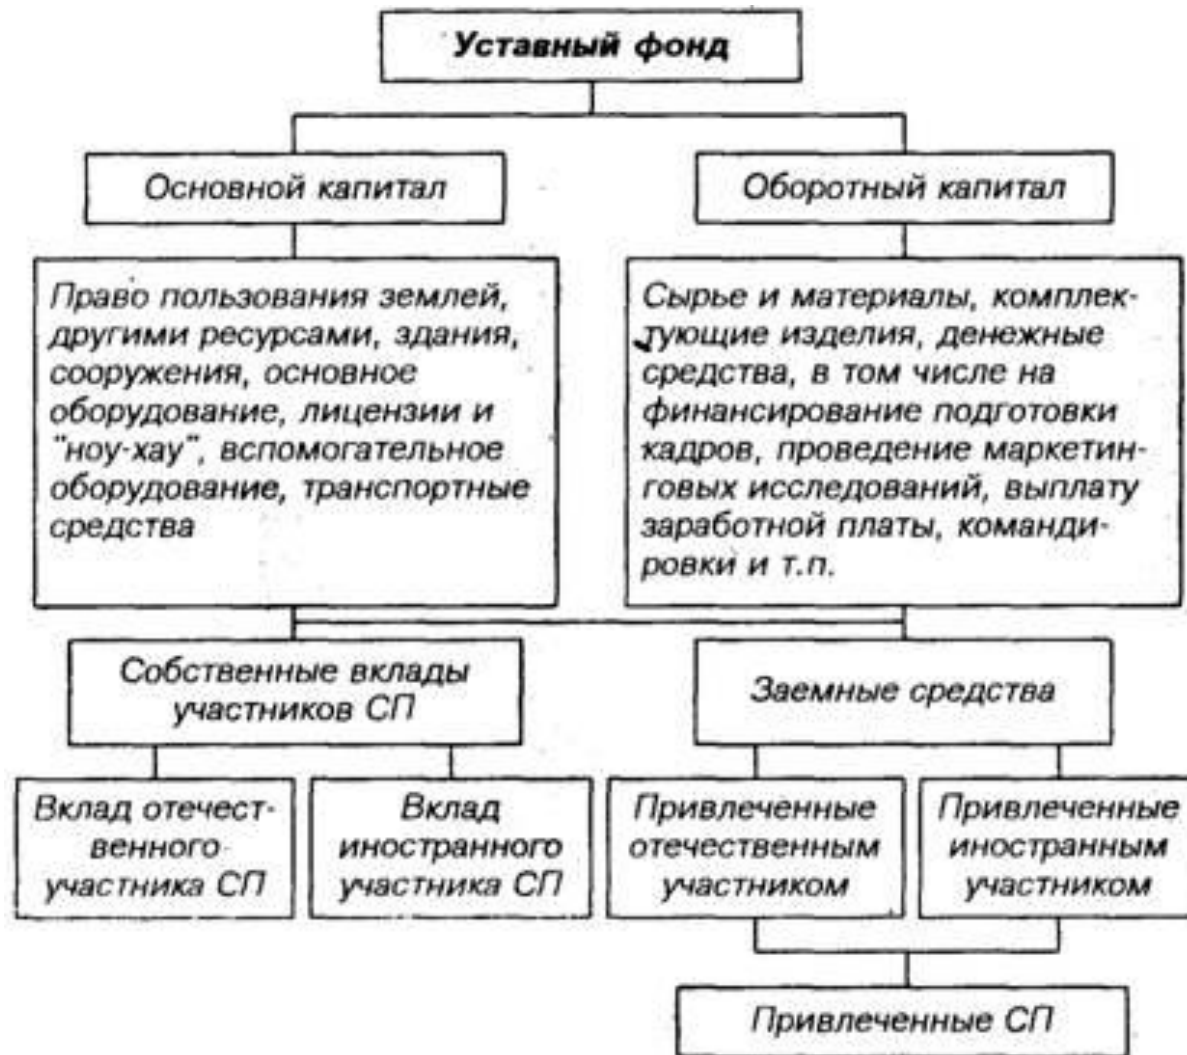 Уставный фонд
Основной капитал
Оборотный капитал
Право пользования землей,
другими ресурсами, здания,
сооружения, основное
оборудование, лицензии и
"ноу-хау", вспомогательное
оборудование, транспортные
средства
Сырье и материалы, комплек-
тующие изделия, денежные
средства, в том числе на
финансирование подготовки
кадров, проведение маркетин-
говых исследований, выплату
заработной платы, команди-
ровки и т.п.
Собственные вклады
участников СП
Заемные средства
Вклад отечест-
венного
участника СП
Вклад
иностранного
участника СП
Привлеченные
отечественным
участником
Привлеченные
иностранным
участником
Привлеченные СП